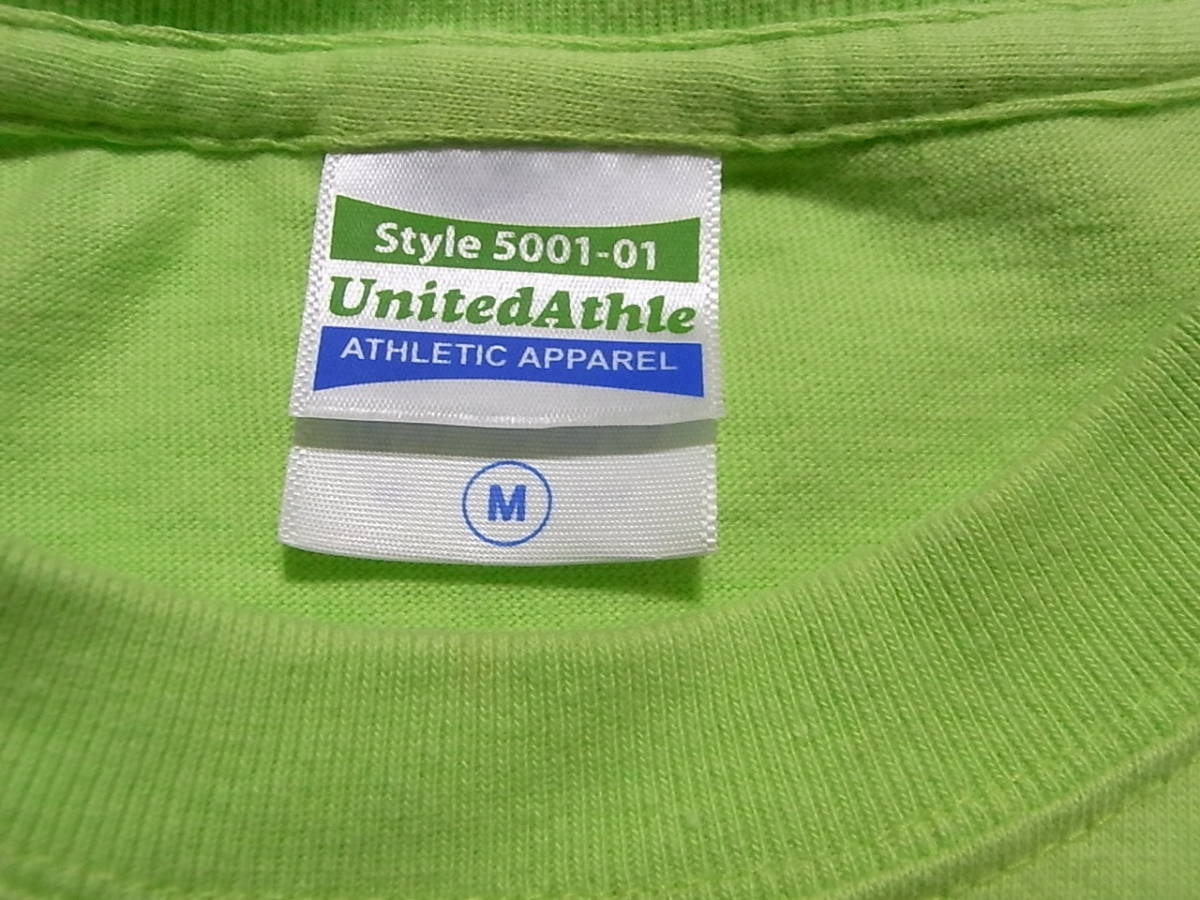 Style 5001-01
UnitedAthle
ATHLETIC APPAREL
M